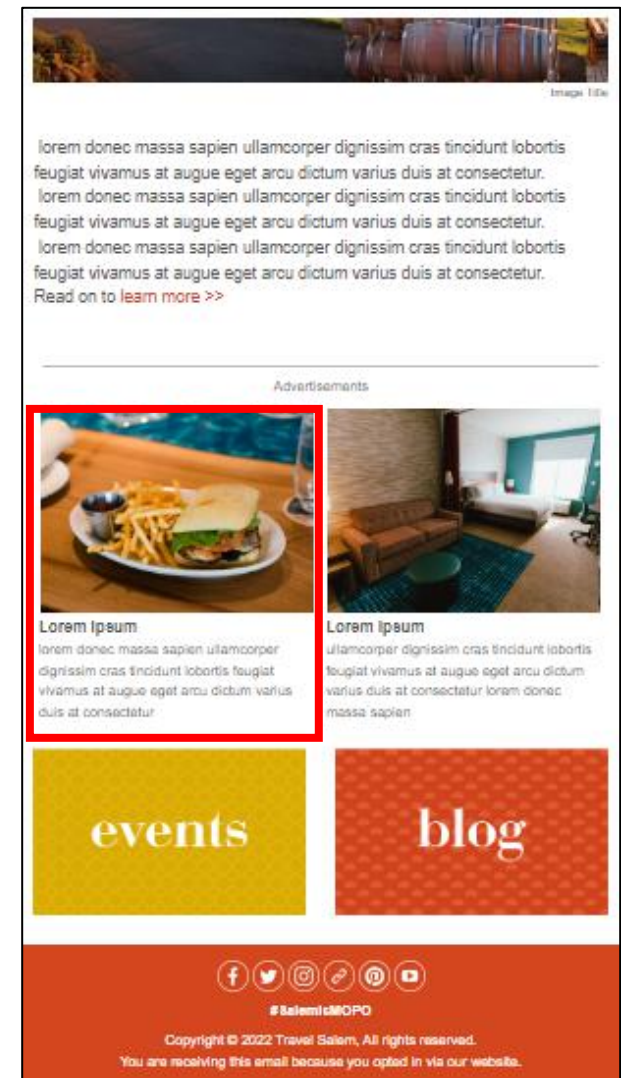 Image Title
lorem donec massa sapien ullamcorper dignissim cras tincidunt lobortis
feugiat vivamus at augue eget arcu dictum varius duis at consectetur.
lorem donec massa sapien ullamcorper dignissim cras tincidunt lobortis
feugiat vivamus at augue eget arcu dictum varius duis at consectetur.
lorem donec massa sapien ullamcorper dignissim cras tincidunt lobortis
feugiat vivamus at augue eget arcu dictum varius duis at consectetur.
Read on to learn more >>
Advertisements
Lorem Ipsum
lorem donec massa sapien ullamcorper
dignissim cras tincidunt lobortis feugiat
vivamus at augue eget arcu dictum varius
duis at consectetur
Lorem Ipsum
ullamcorper dignissim cras tincidunt lobortis
feugiat vivamus at augue eget arcu dictum
varius duis at consectetur lorem donec
massa sapien
events
blog
#SalemIsMOPO
Copyright © 2022 Travel Salem, All rights reserved.
You are receiving this email because you opted in via our website.